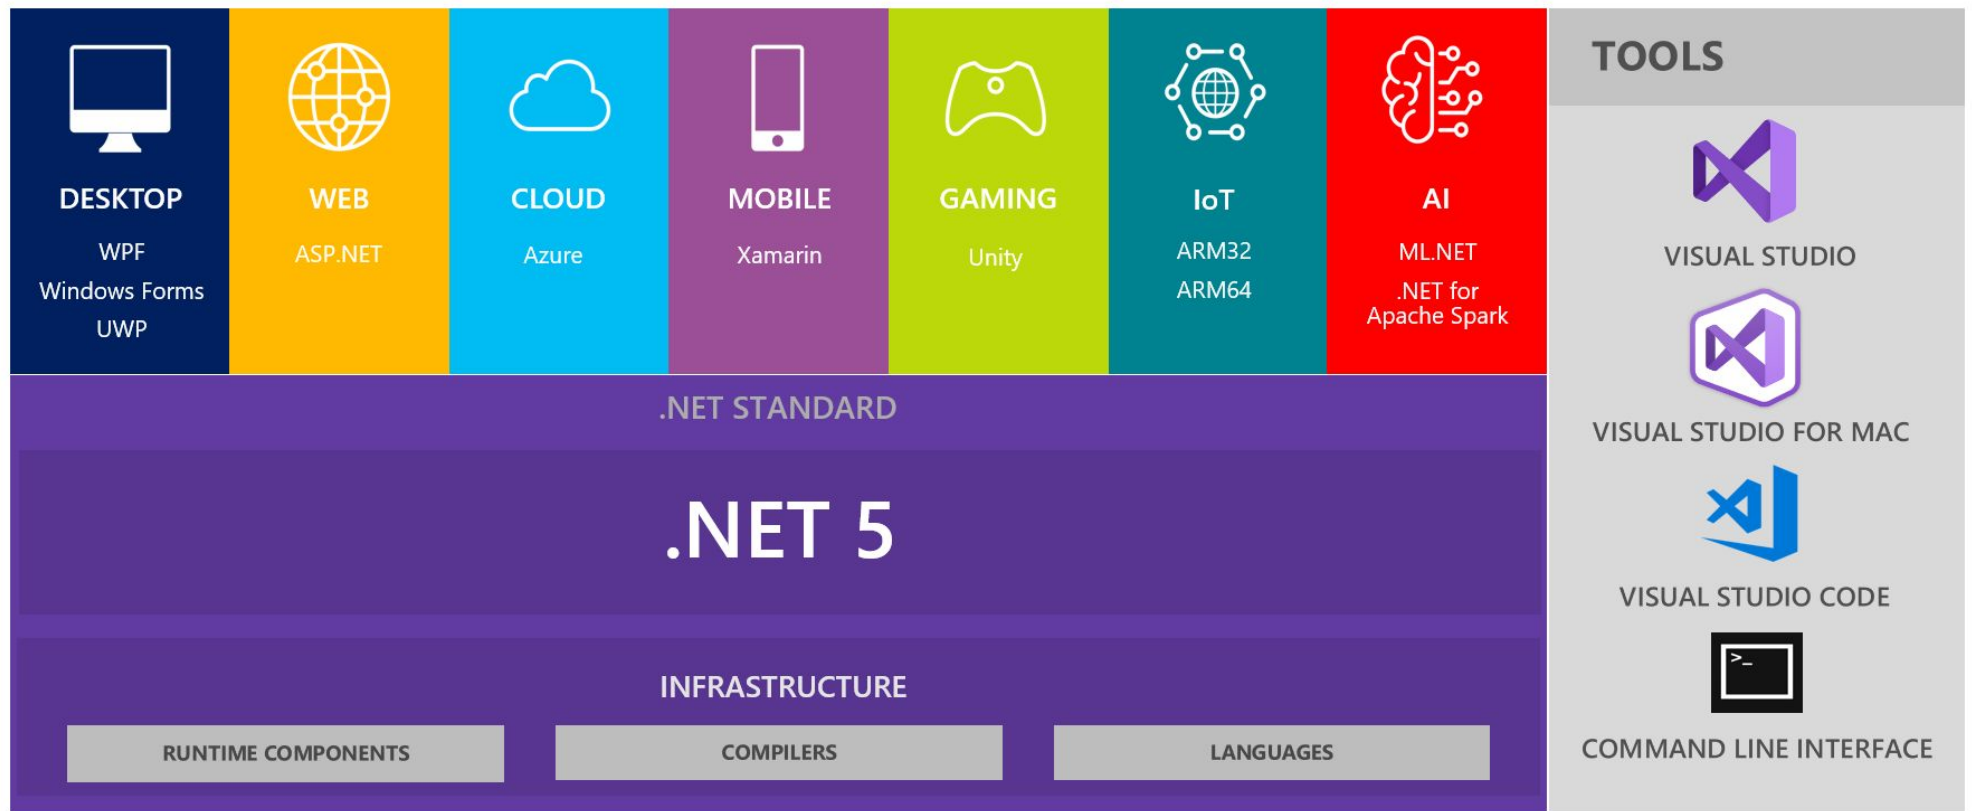 DESKTOP
WPF
Windows Forms
UWP
WEB
ASP.NET
CLOUD
Azure
MOBILE
Xamarin
GAMING
Unity
IoT
ARM32
ARM64
AI
ML.NET
.NET for
Apache Spark
.NET STANDARD
.NET 5
INFRASTRUCTURE
RUNTIME COMPONENTS
COMPILERS
LANGUAGES
TOOLS
VISUAL STUDIO
VISUAL STUDIO FOR MAC
VISUAL STUDIO CODE
>_
COMMAND LINE INTERFACE